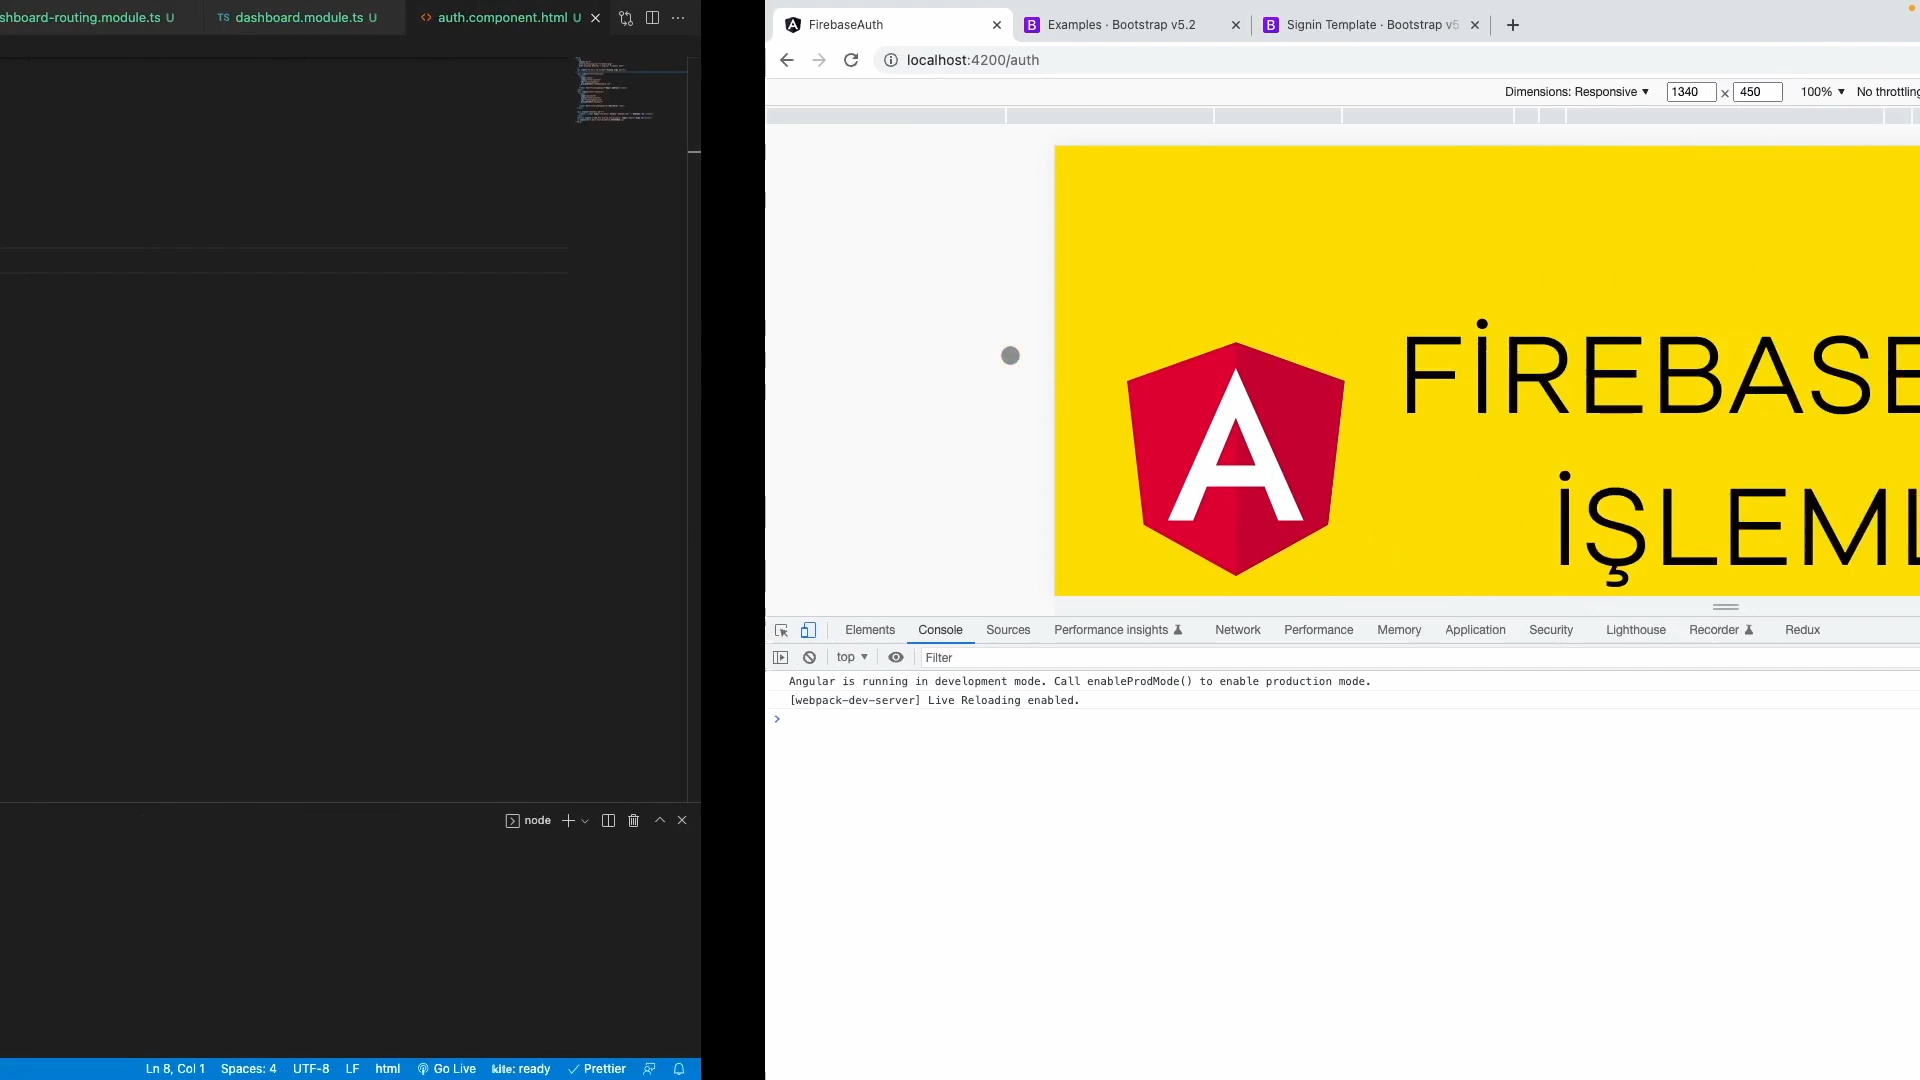 shboard-routing.module.ts U
TS dashboard.module.ts U
<> auth.component.html U
node
Ln 8, Col 1 Spaces: 4 UTF-8 LF html Go Live kite: ready Prettier
FirebaseAuth
B Examples · Bootstrap v5.2
B Signin Template · Bootstrap v5
localhost:4200/auth
Dimensions: Responsive 1340 x 450 100% No throttling
FİREBASE
İŞLEML
A
Elements Console Sources Performance insights Network Performance Memory Application Security Lighthouse Recorder Redux
top Filter
Angular is running in development mode. Call enableProdMode() to enable production mode.
[webpack-dev-server] Live Reloading enabled.
>